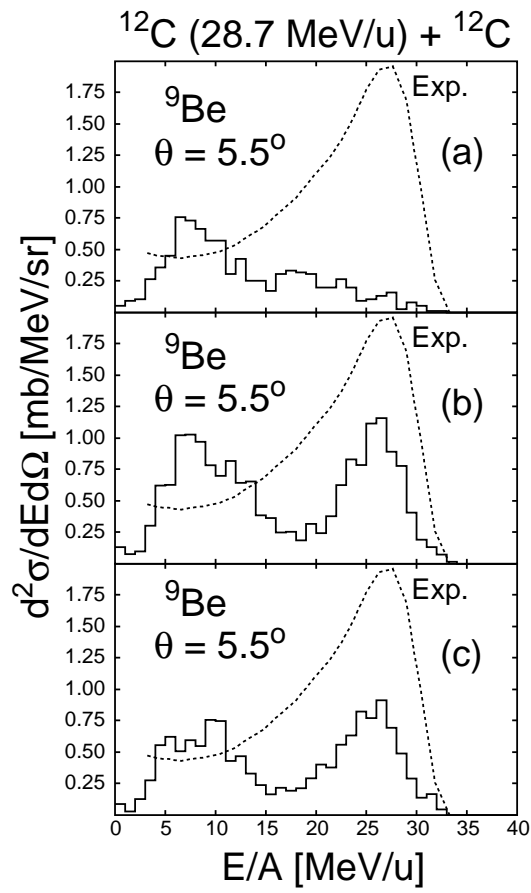 ¹²C (28.7 MeV/u) + ¹²C
d²σ/dEdΩ [mb/MeV/sr]
1.75
1.50
1.25
1.00
0.75
0.50
0.25
⁹Be
θ = 5.5º
Exp.
(a)
1.75
1.50
1.25
1.00
0.75
0.50
0.25
⁹Be
θ = 5.5º
Exp.
(b)
1.75
1.50
1.25
1.00
0.75
0.50
0.25
⁹Be
θ = 5.5º
Exp.
(c)
0 5 10 15 20 25 30 35 40
E/A [MeV/u]